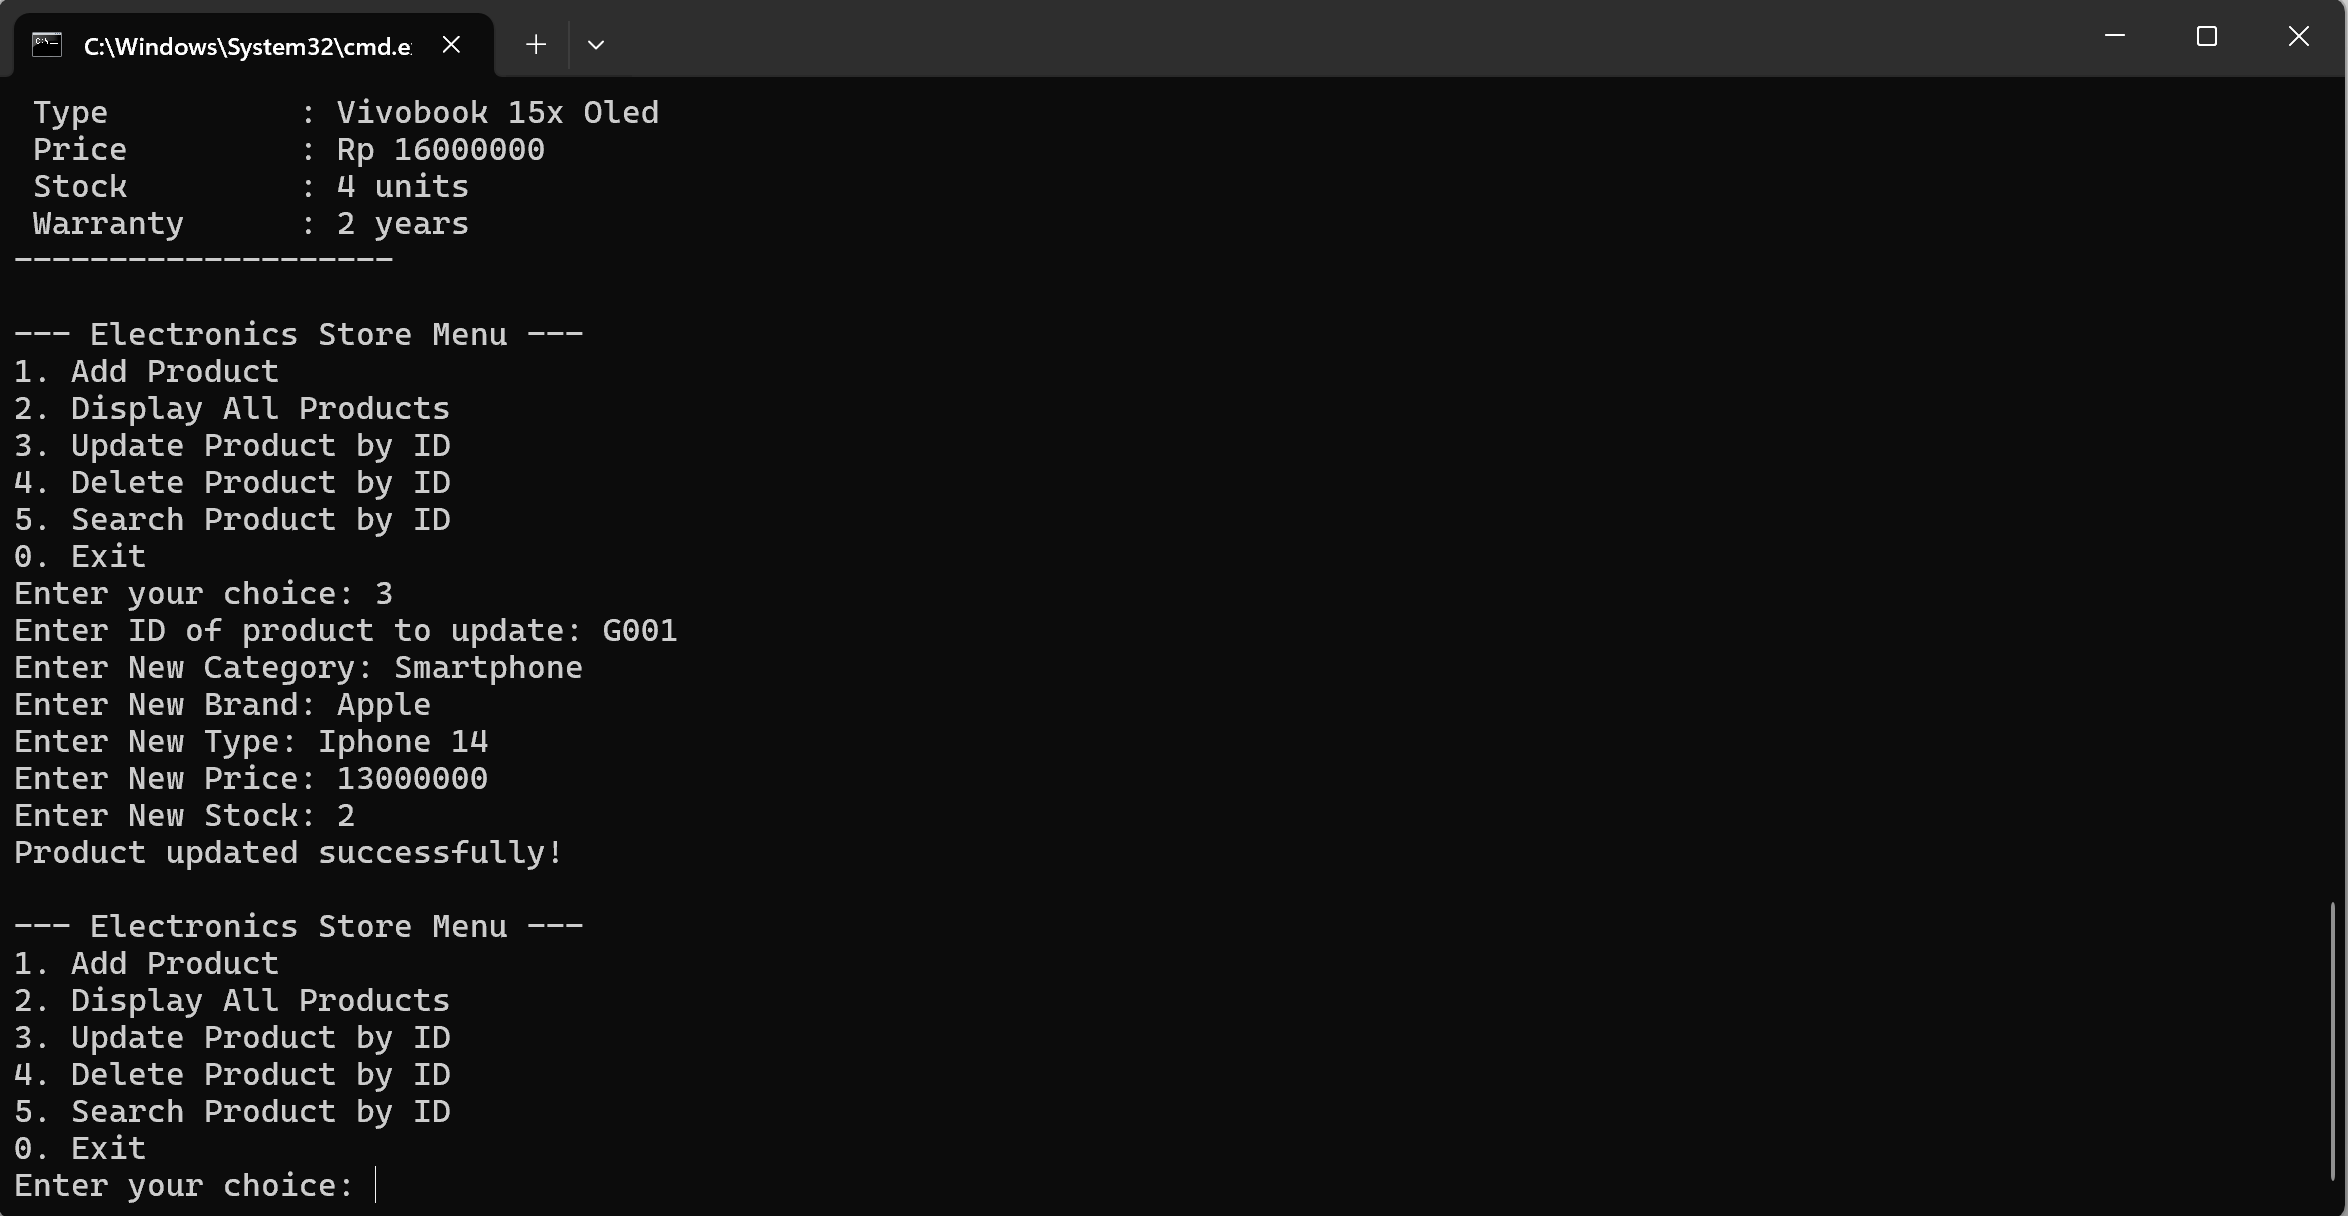 C:\Windows\System32\cmd.e
Type : Vivobook 15x Oled
Price : Rp 16000000
Stock : 4 units
Warranty : 2 years
--------------------
--- Electronics Store Menu ---
1. Add Product
2. Display All Products
3. Update Product by ID
4. Delete Product by ID
5. Search Product by ID
0. Exit
Enter your choice: 3
Enter ID of product to update: G001
Enter New Category: Smartphone
Enter New Brand: Apple
Enter New Type: Iphone 14
Enter New Price: 13000000
Enter New Stock: 2
Product updated successfully!
--- Electronics Store Menu ---
1. Add Product
2. Display All Products
3. Update Product by ID
4. Delete Product by ID
5. Search Product by ID
0. Exit
Enter your choice: